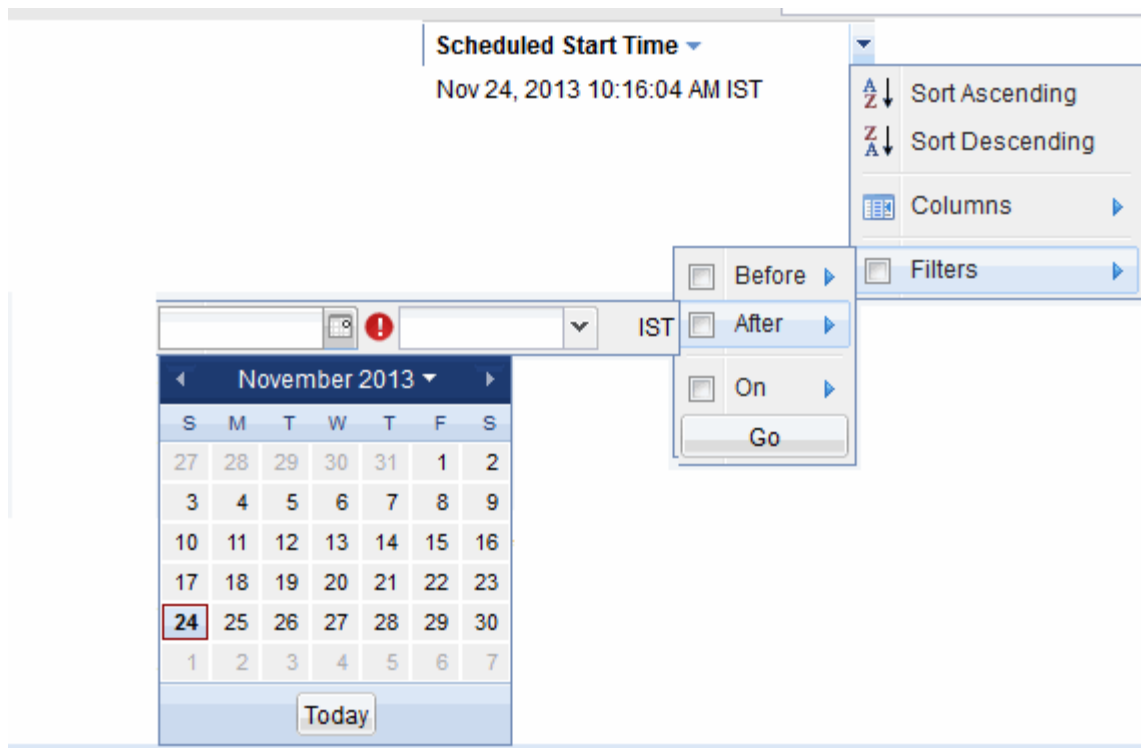 Scheduled Start Time
Nov 24, 2013 10:16:04 AM IST
Sort Ascending
Sort Descending
Columns
Filters
Before
After
On
Go
IST
November 2013
S M T W T F S
27 28 29 30 31 1 2
3 4 5 6 7 8 9
10 11 12 13 14 15 16
17 18 19 20 21 22 23
24 25 26 27 28 29 30
1 2 3 4 5 6 7
Today